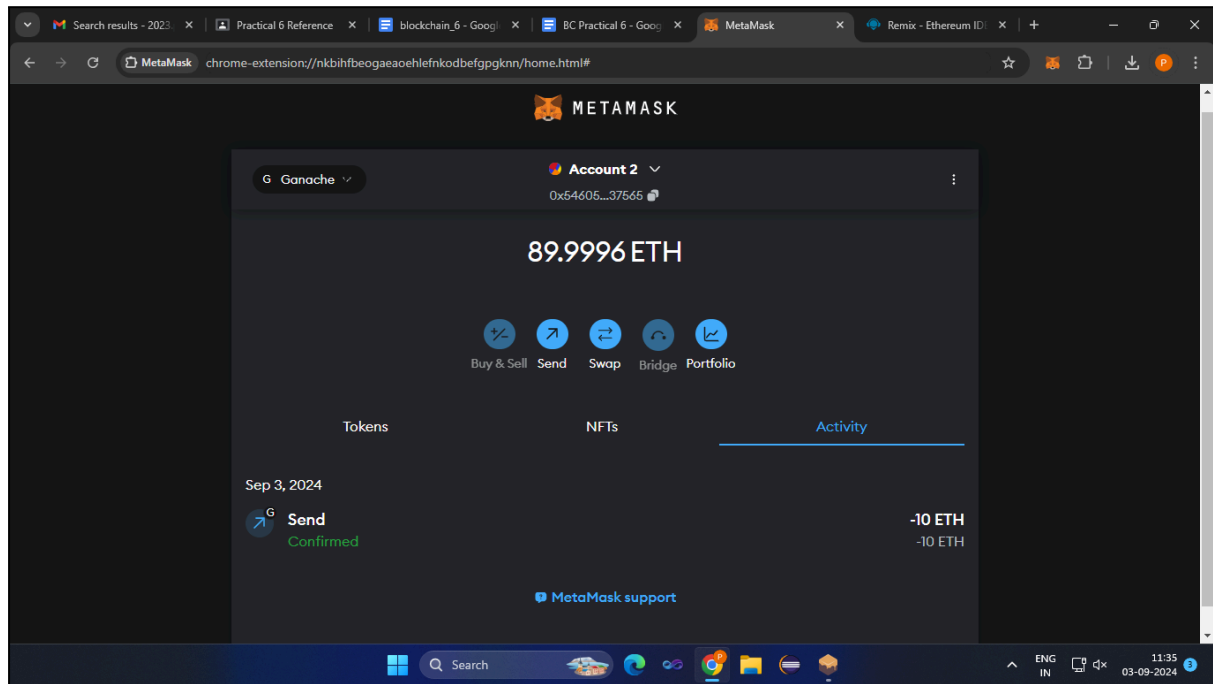 Search results - 2023.
Practical 6 Reference
blockchain_6 - Googl
BC Practical 6 - Goog
MetaMask
Remix - Ethereum ID
MetaMask
chrome-extension://nkbihfbeogaeaoehlefnkodbefgpgknn/home.html#
P
METAMASK
G Ganache
Account 2
0x54605...37565
89.9996 ETH
Buy & Sell Send Swap Bridge Portfolio
Tokens NFTs Activity
Sep 3, 2024
G
Send -10 ETH
Confirmed -10 ETH
MetaMask support
Search
ENG 11:35
IN 03-09-2024 3